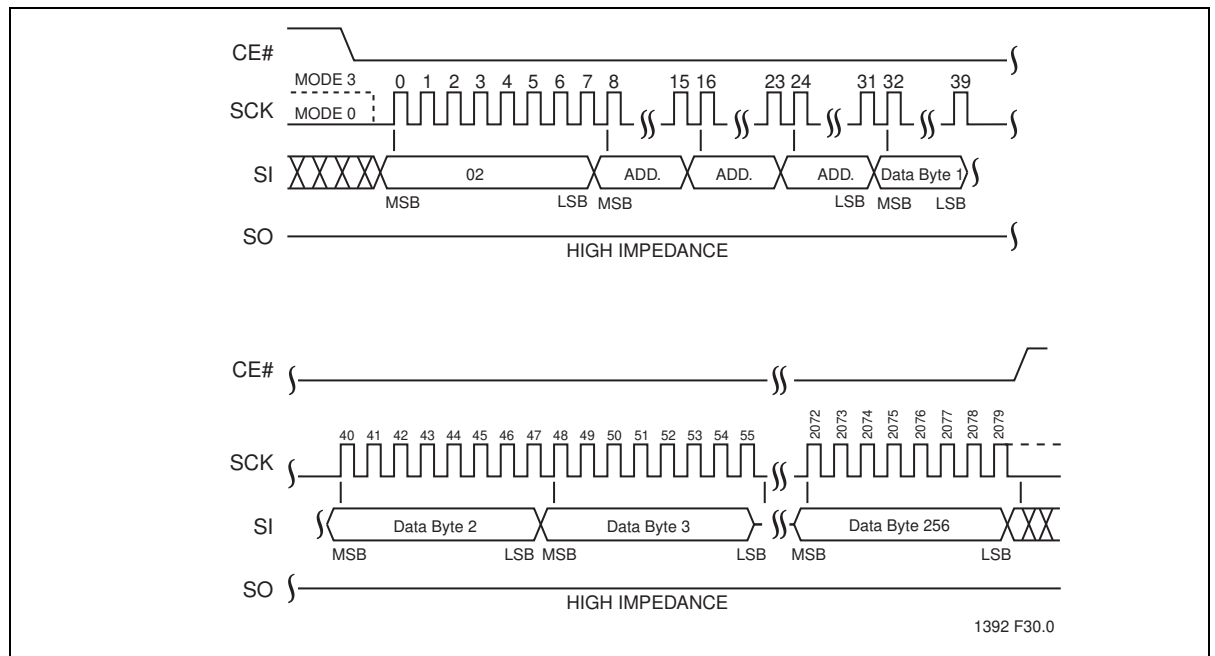 CE#
MODE 3 0 1 2 3 4 5 6 7 8 15 16 23 24 31 32 39
SCK MODE 0
SI 02 ADD. ADD. ADD. Data Byte 1
MSB LSB MSB LSB MSB LSB
SO
HIGH IMPEDANCE
CE#
40 41 42 43 44 45 46 47 48 49 50 51 52 53 54 55 2072 2073 2074 2075 2076 2077 2078 2079
SCK
SI Data Byte 2 Data Byte 3 Data Byte 256
MSB LSB MSB LSB MSB LSB
SO
HIGH IMPEDANCE
1392 F30.0